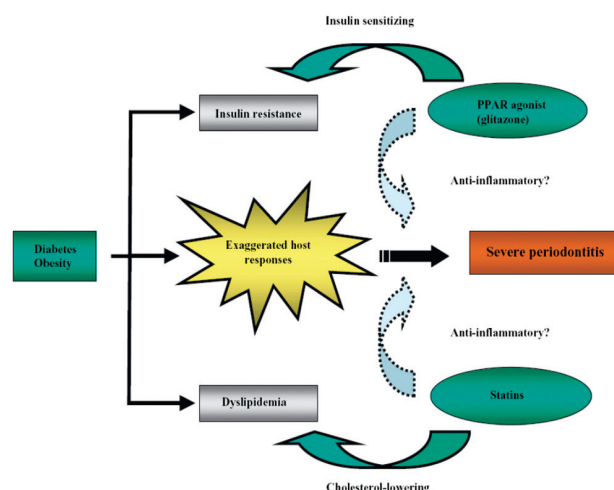 Insulin sensitizing
Insulin resistance
PPAR agonist
(glitazone)
Anti-inflammatory?
Diabetes
Obesity
Exaggerated host
responses
Severe periodontitis
Anti-inflammatory?
Dyslipidemia
Statins
Cholesterol-lowering